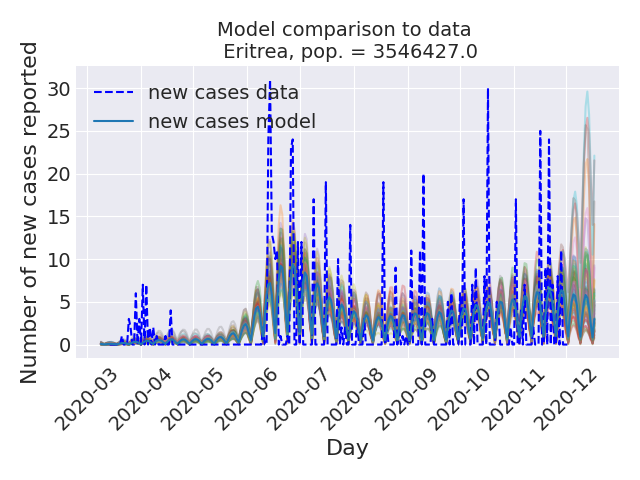 Model comparison to data
Eritrea, pop. = 3546427.0
Number of new cases reported
30
25
20
15
10
5
0
new cases data
new cases model
2020-03
2020-04
2020-05
2020-06
2020-07
2020-08
2020-09
2020-10
2020-11
2020-12
Day